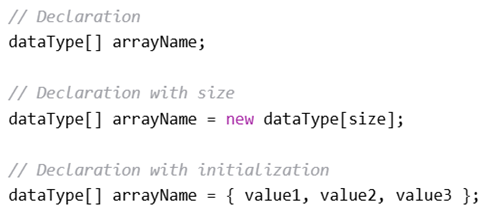 // Declaration
dataType[] arrayName;
// Declaration with size
dataType[] arrayName = new dataType[size];
// Declaration with initialization
dataType[] arrayName = { value1, value2, value3 };